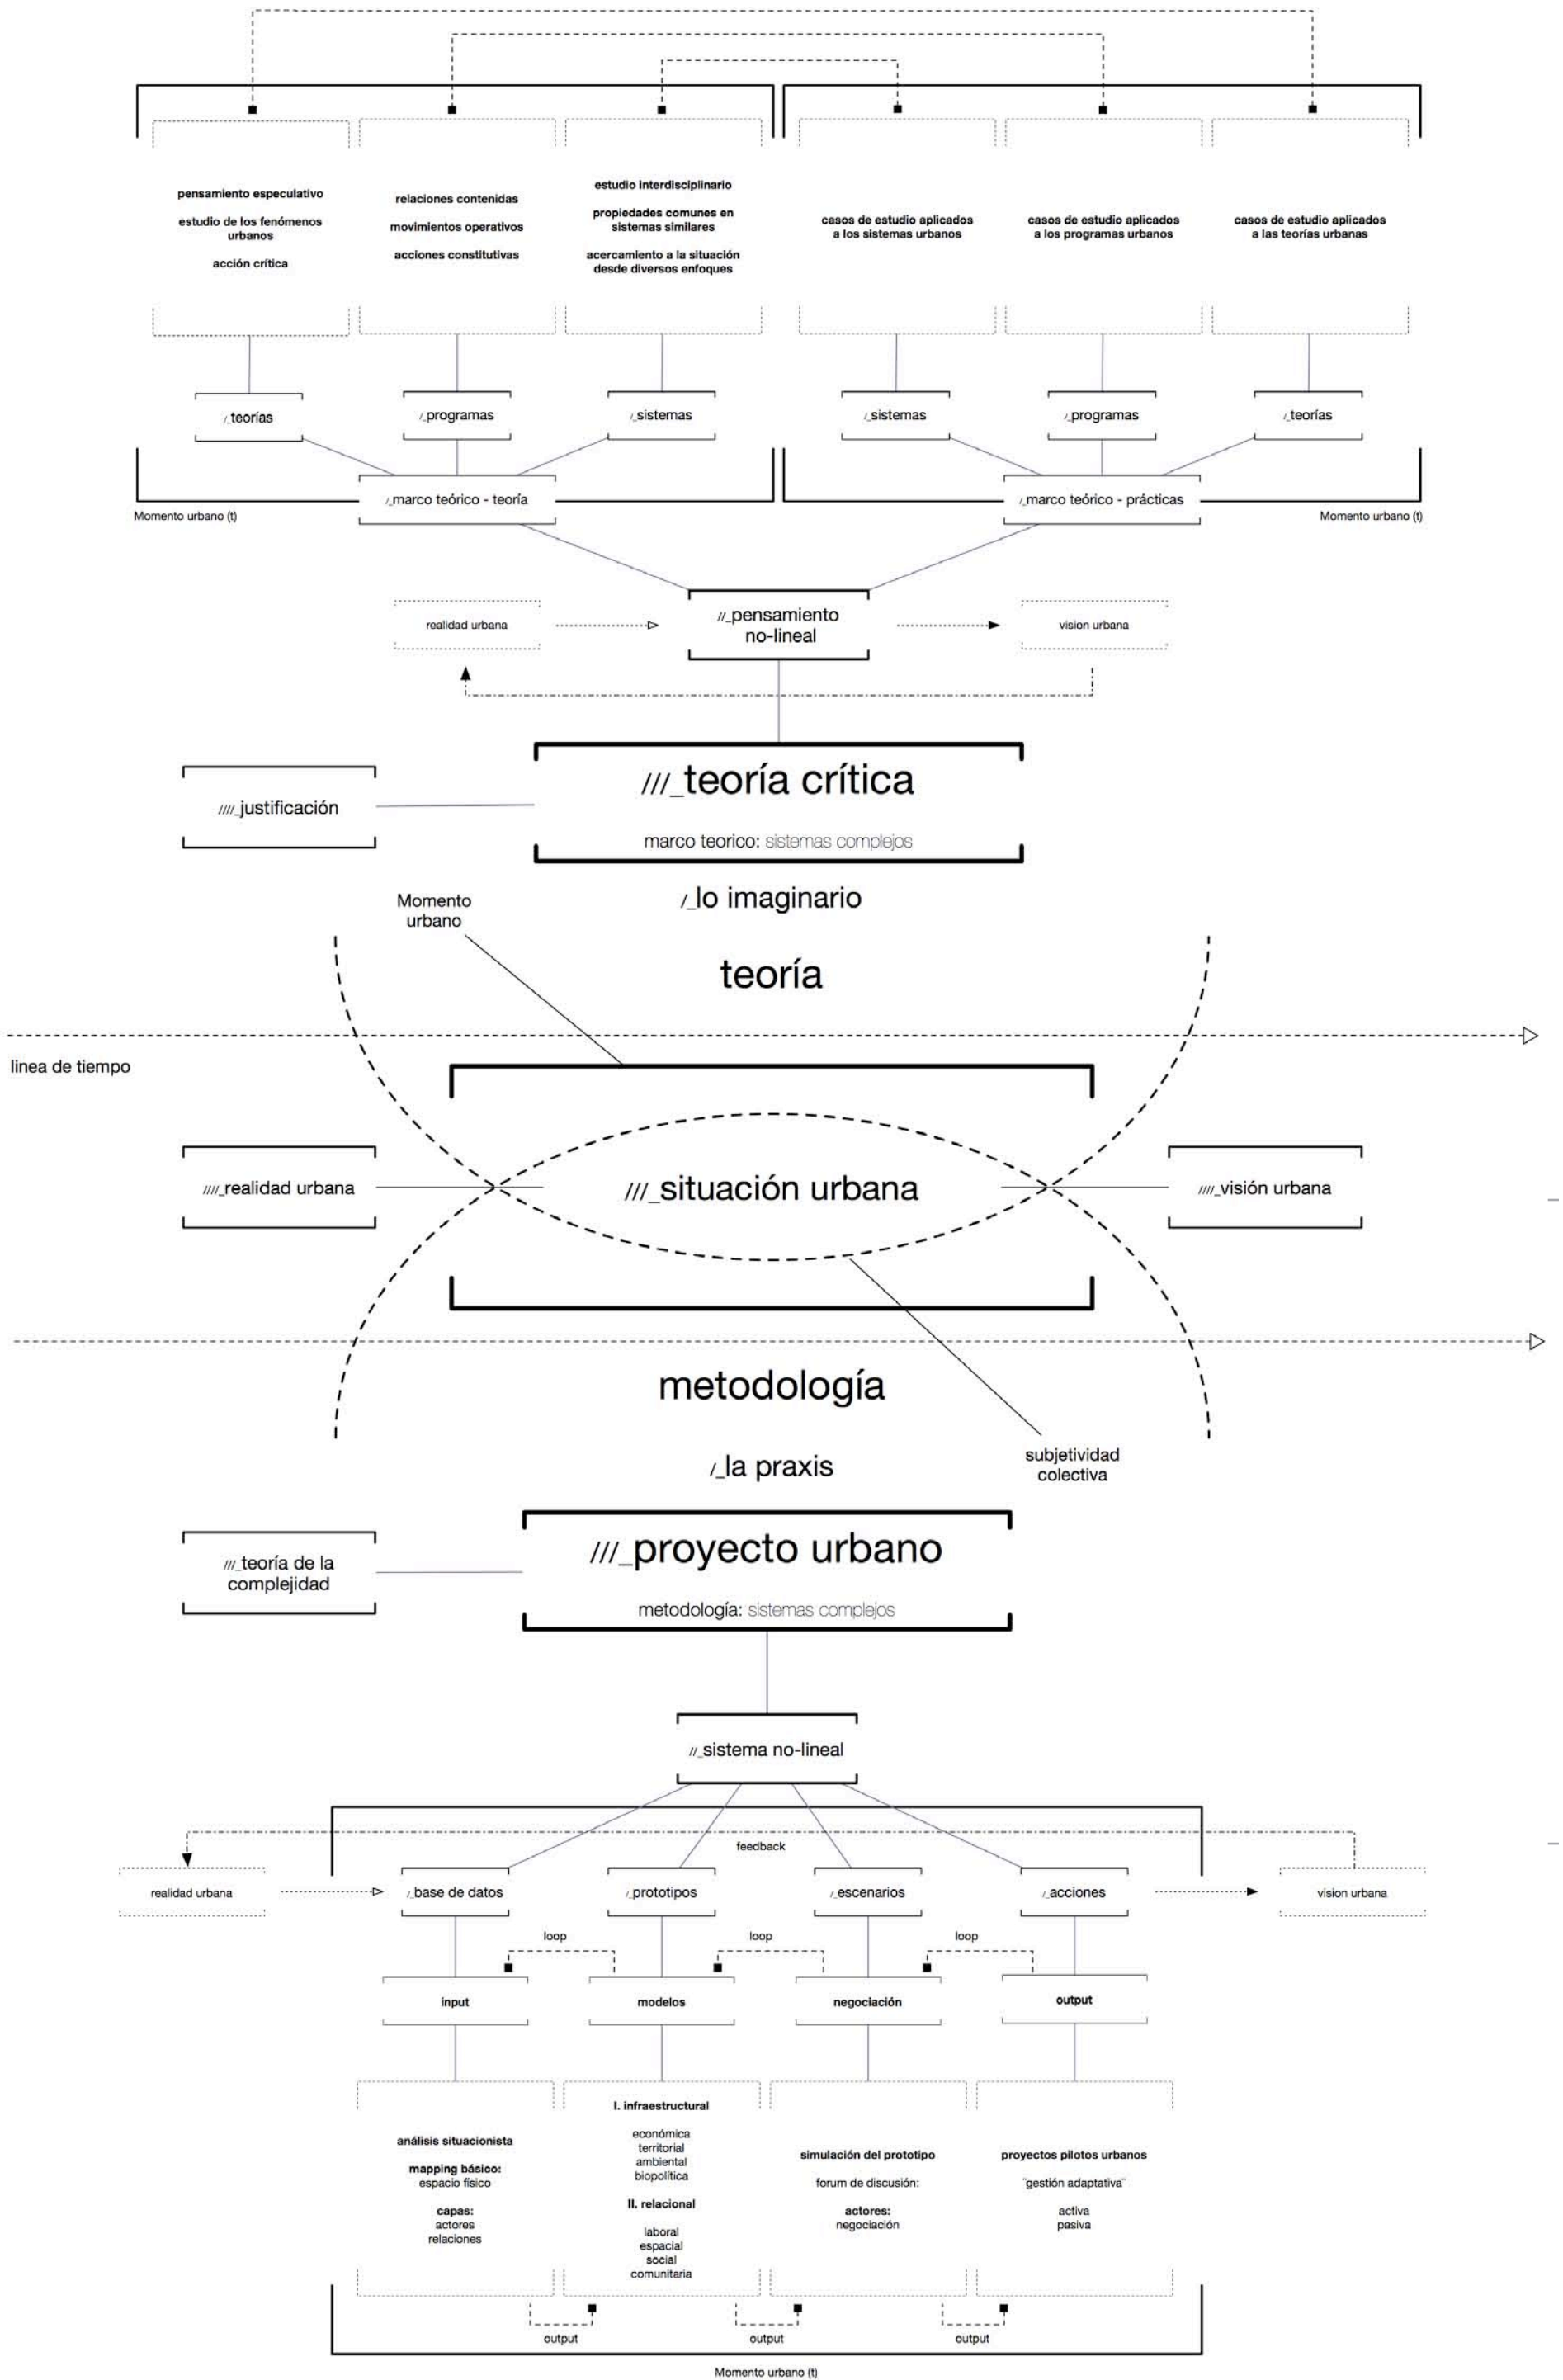 pensamiento especulativo
estudio de los fenómenos
urbanos
acción crítica
relaciones contenidas
movimientos operativos
acciones constitutivas
estudio interdisciplinario
propiedades comunes en
sistemas similares
acercamiento a la situación
desde diversos enfoques
casos de estudio aplicados
a los sistemas urbanos
casos de estudio aplicados
a los programas urbanos
casos de estudio aplicados
a las teorías urbanas
/_teorías
/_programas
/_sistemas
/_sistemas
/_programas
/_teorías
/_marco teórico - teoría
/_marco teórico - prácticas
Momento urbano (t)
Momento urbano (t)
realidad urbana
//_pensamiento
no-lineal
vision urbana
////_justificación
///_teoría crítica
marco teorico: sistemas complejos
/_lo imaginario
Momento
urbano
teoría
linea de tiempo
////_realidad urbana
///_situación urbana
////_visión urbana
metodología
/_la praxis
subjetividad
colectiva
///_teoría de la
complejidad
///_proyecto urbano
metodología: sistemas complejos
//_sistema no-lineal
feedback
realidad urbana
/_base de datos
/_prototipos
/_escenarios
/_acciones
vision urbana
loop
loop
loop
input
modelos
negociación
output
análisis situacionista
mapping básico:
espacio físico
capas:
actores
relaciones
I. infraestructural
económica
territorial
ambiental
biopolítica
II. relacional
laboral
espacial
social
comunitaria
simulación del prototipo
forum de discusión:
actores:
negociación
proyectos pilotos urbanos
¨gestión adaptativa¨
activa
pasiva
output
output
output
Momento urbano (t)